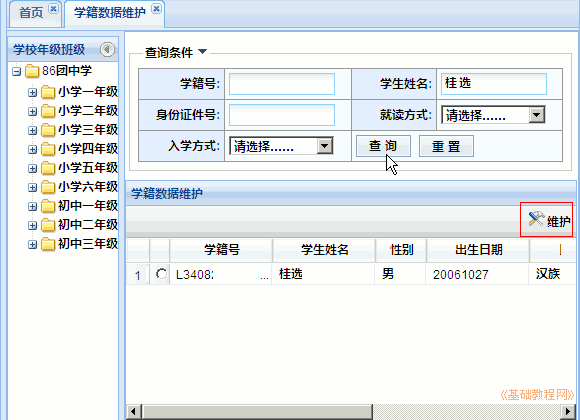 首页 学籍数据维护
学校年级班级
86团中学
小学一年级
小学二年级
小学三年级
小学四年级
小学五年级
小学六年级
初中一年级
初中二年级
初中三年级
查询条件
学籍号: 学生姓名: 桂选
身份证件号: 就读方式: 请选择......
入学方式: 请选择...... 查询 重置
学籍数据维护
维护
学籍号 学生姓名 性别 出生日期
1 L3408 ... 桂选 男 20061027 汉族
《基础教程网》